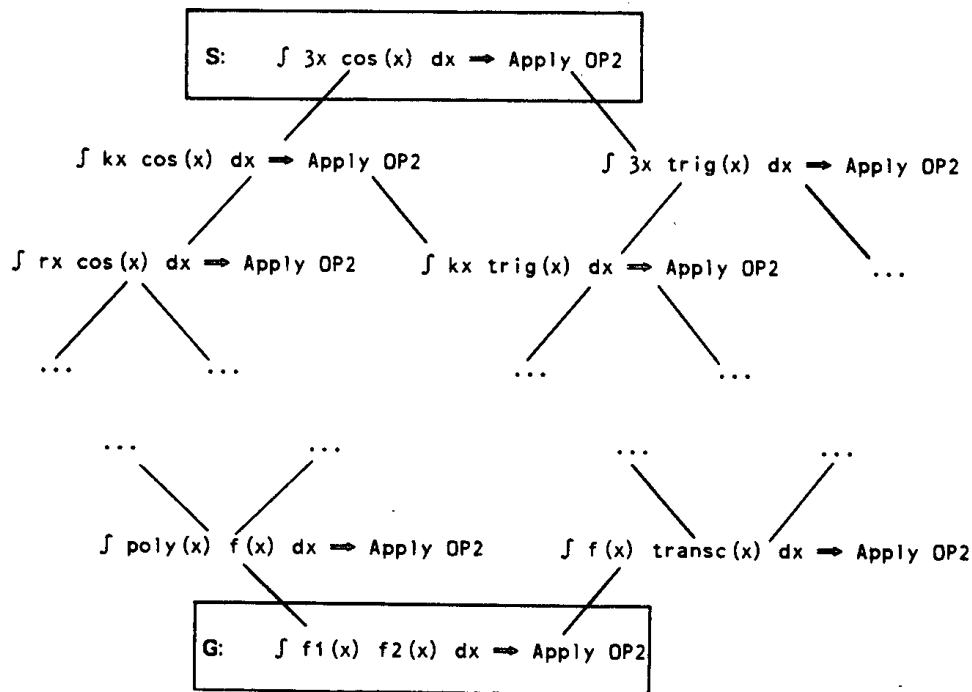 S: ∫ 3x cos(x) dx ⇒ Apply OP2
∫ kx cos(x) dx ⇒ Apply OP2
∫ 3x trig(x) dx ⇒ Apply OP2
∫ rx cos(x) dx ⇒ Apply OP2
∫ kx trig(x) dx ⇒ Apply OP2
...
...
...
...
...
...
...
...
...
∫ poly(x) f(x) dx ⇒ Apply OP2
∫ f(x) transc(x) dx ⇒ Apply OP2
G: ∫ f1(x) f2(x) dx ⇒ Apply OP2